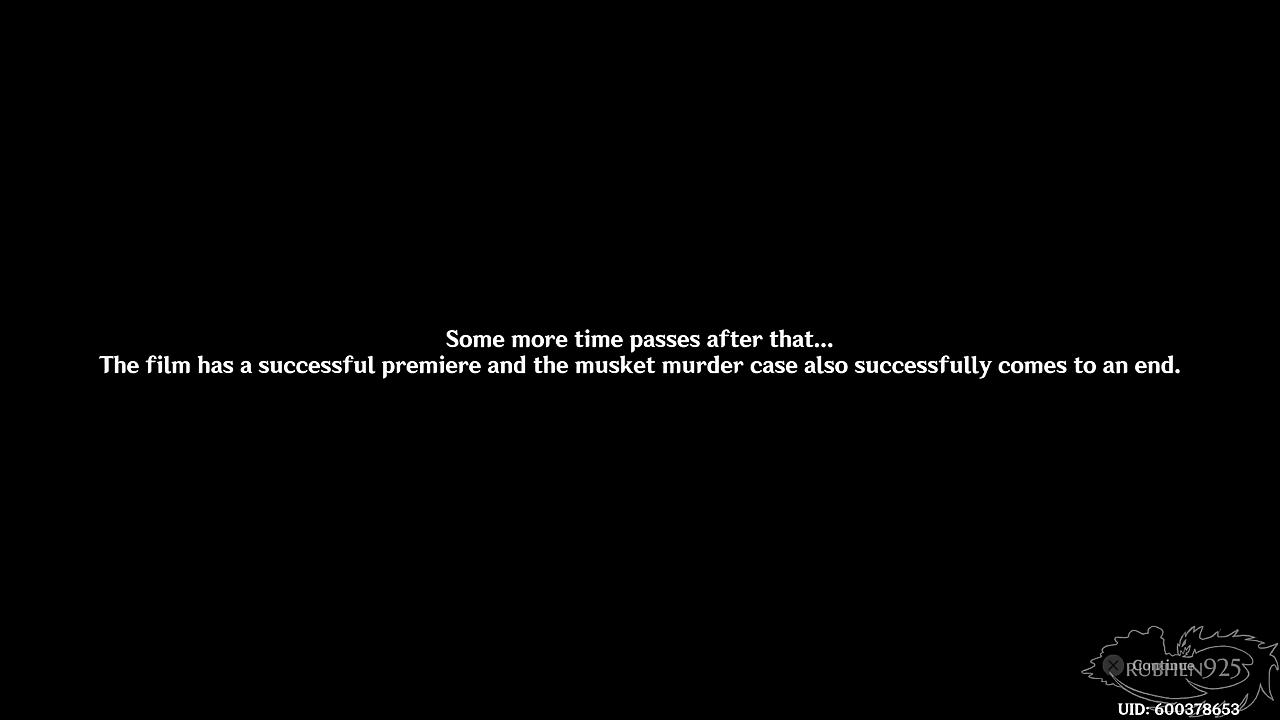 Some more time passes after that...
The film has a successful premiere and the musket murder case also successfully comes to an end.
Continue
RUBHEN925
UID: 600378653